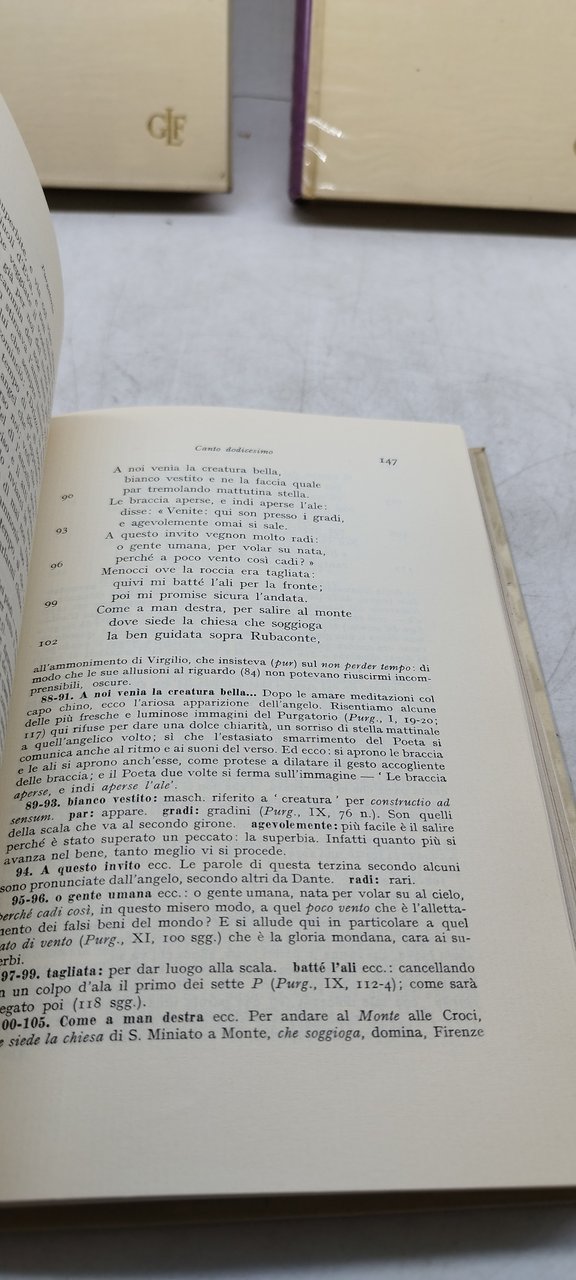 GLF
Canto dodicesimo
147
A noi venìa la creatura bella,
bianco vestito e ne la faccia quale
90 par tremolando mattutina stella.
Le braccia aperse, e indi aperse l'ale:
disse: « Venite: qui son presso i gradi,
93 e agevolemente omai si sale.
A questo invito vegnon molto radi:
o gente umana, per volar su nata,
96 perché a poco vento così cadi? »
Menocci ove la roccia era tagliata:
quivi mi batté l'ali per la fronte;
99 poi mi promise sicura l'andata.
Come a man destra, per salire al monte
dove siede la chiesa che soggioga
102 la ben guidata sopra Rubaconte,
all'ammonimento di Virgilio, che insisteva (pur) sul non perder tempo: di
modo che le sue allusioni al riguardo (84) non potevano riuscirmi incom-
prensibili, oscure.
88-91. A noi venìa la creatura bella... Dopo le amare meditazioni col
capo chino, ecco l'ariosa apparizione dell'angelo. Risentiamo alcune
delle più fresche e luminose immagini del Purgatorio (Purg., I, 19-20;
117) qui rifuse per dare una dolce chiarità, un sorriso di stella mattinale
a quell'angelico volto; sì che l'estasiato smarrimento del Poeta si
comunica anche al ritmo e ai suoni del verso. Ed ecco: si aprono le braccia
e le ali si aprono anch'esse, come protese a dilatare il gesto accogliente
delle braccia; e il Poeta due volte si ferma sull'immagine — ' Le braccia
aperse, e indi aperse l'ale'.
89-93. bianco vestito: masch. riferito a ' creatura ' per constructio ad
sensum. par: appare. gradi: gradini (Purg., IX, 76 n.). Son quelli
della scala che va al secondo girone. agevolemente: più facile è il salire
perché è stato superato un peccato: la superbia. Infatti quanto più si
avanza nel bene, tanto meglio vi si procede.
94. A questo invito ecc. Le parole di questa terzina secondo alcuni
sono pronunciate dall'angelo, secondo altri da Dante. radi: rari.
95-96. o gente umana ecc.: o gente umana, nata per volar su al cielo,
perché cadi così, in questo misero modo, a quel poco vento che è l'alletta-
mento dei falsi beni del mondo? E si allude qui in particolare a quel
ato di vento (Purg., XI, 100 sgg.) che è la gloria mondana, cara ai su-
erbi.
97-99. tagliata: per dar luogo alla scala. batté l'ali ecc.: cancellando
n un colpo d'ala il primo dei sette P (Purg., IX, 112-4); come sarà
egato poi (118 sgg.).
00-105. Come a man destra ecc. Per andare al Monte alle Croci,
e siede la chiesa di S. Miniato a Monte, che soggioga, domina, Firenze